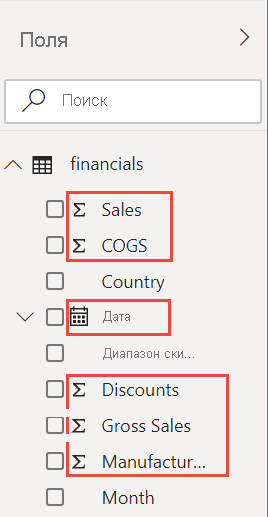 Поля
Поиск
financials
Σ Sales
Σ COGS
Country
Дата
Диапазон ски...
Σ Discounts
Σ Gross Sales
Σ Manufactur...
Month